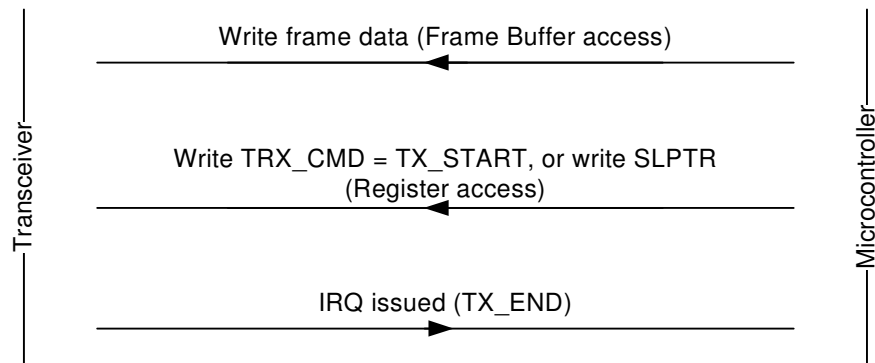 Write frame data (Frame Buffer access)
Transceiver
Write TRX_CMD = TX_START, or write SLPTR
(Register access)
Microcontroller
IRQ issued (TX_END)